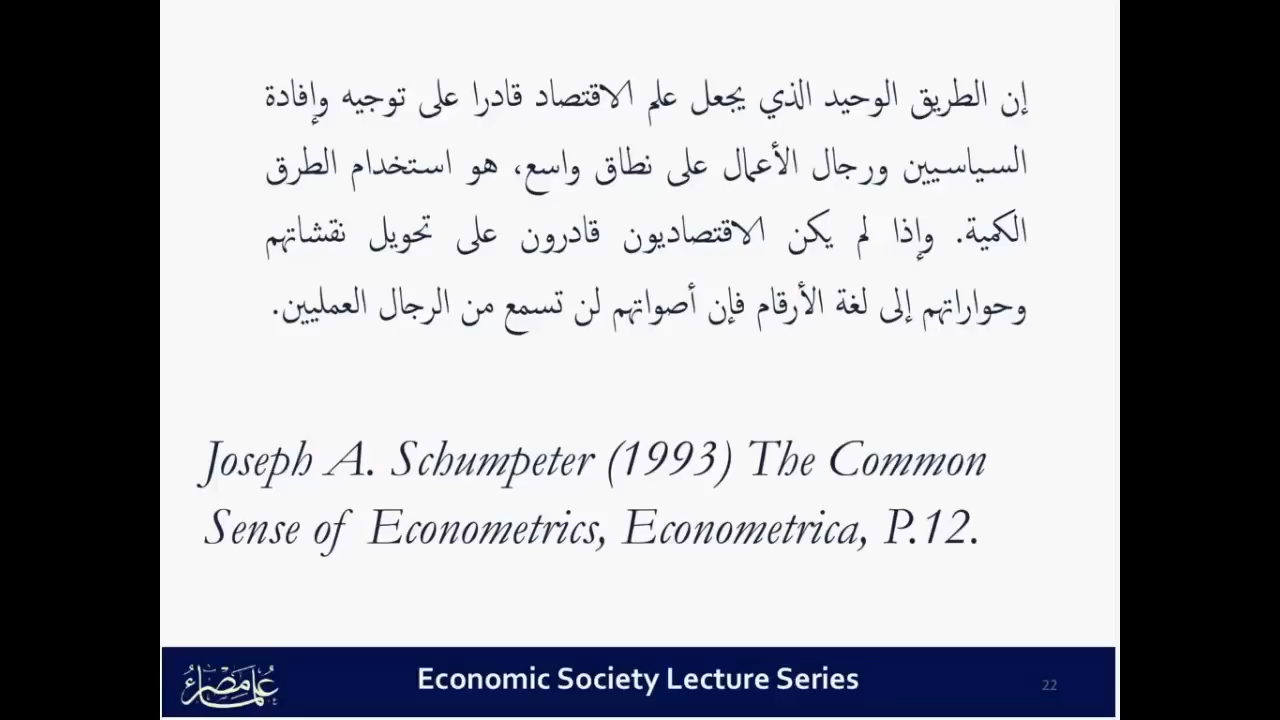 إن الطريق الوحيد الذي يجعل علم الاقتصاد قادرا على توجيه وإفادة
السياسيين ورجال الأعمال على نطاق واسع، هو استخدام الطرق
الكمية. وإذا لم يكن الاقتصاديون قادرون على تحويل نقشاتهم
وحواراتهم إلى لغة الأرقام فإن أصواتهم لن تسمع من الرجال العمليين.
Joseph A. Schumpeter (1993) The Common
Sense of Econometrics, Econometrica, P.12.
علماء مصر
Economic Society Lecture Series
22